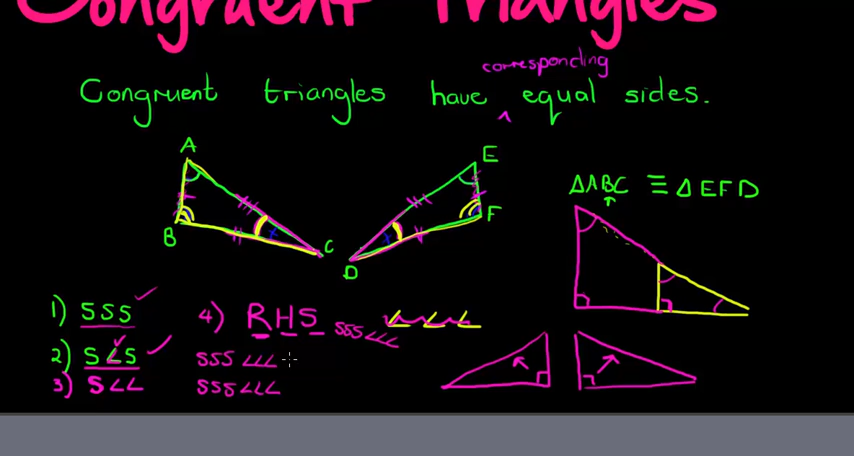 Congruent Triangles
corresponding
Congruent triangles have ^ equal sides.
A
E
B
C
D
F
x
x
ΔABC ≡ ΔEFD
1) SSS
4) RHS
SSS∠∠∠
∠∠∠
2) S∠S
SSS∠∠∠
3) S∠∠
SSS∠∠∠